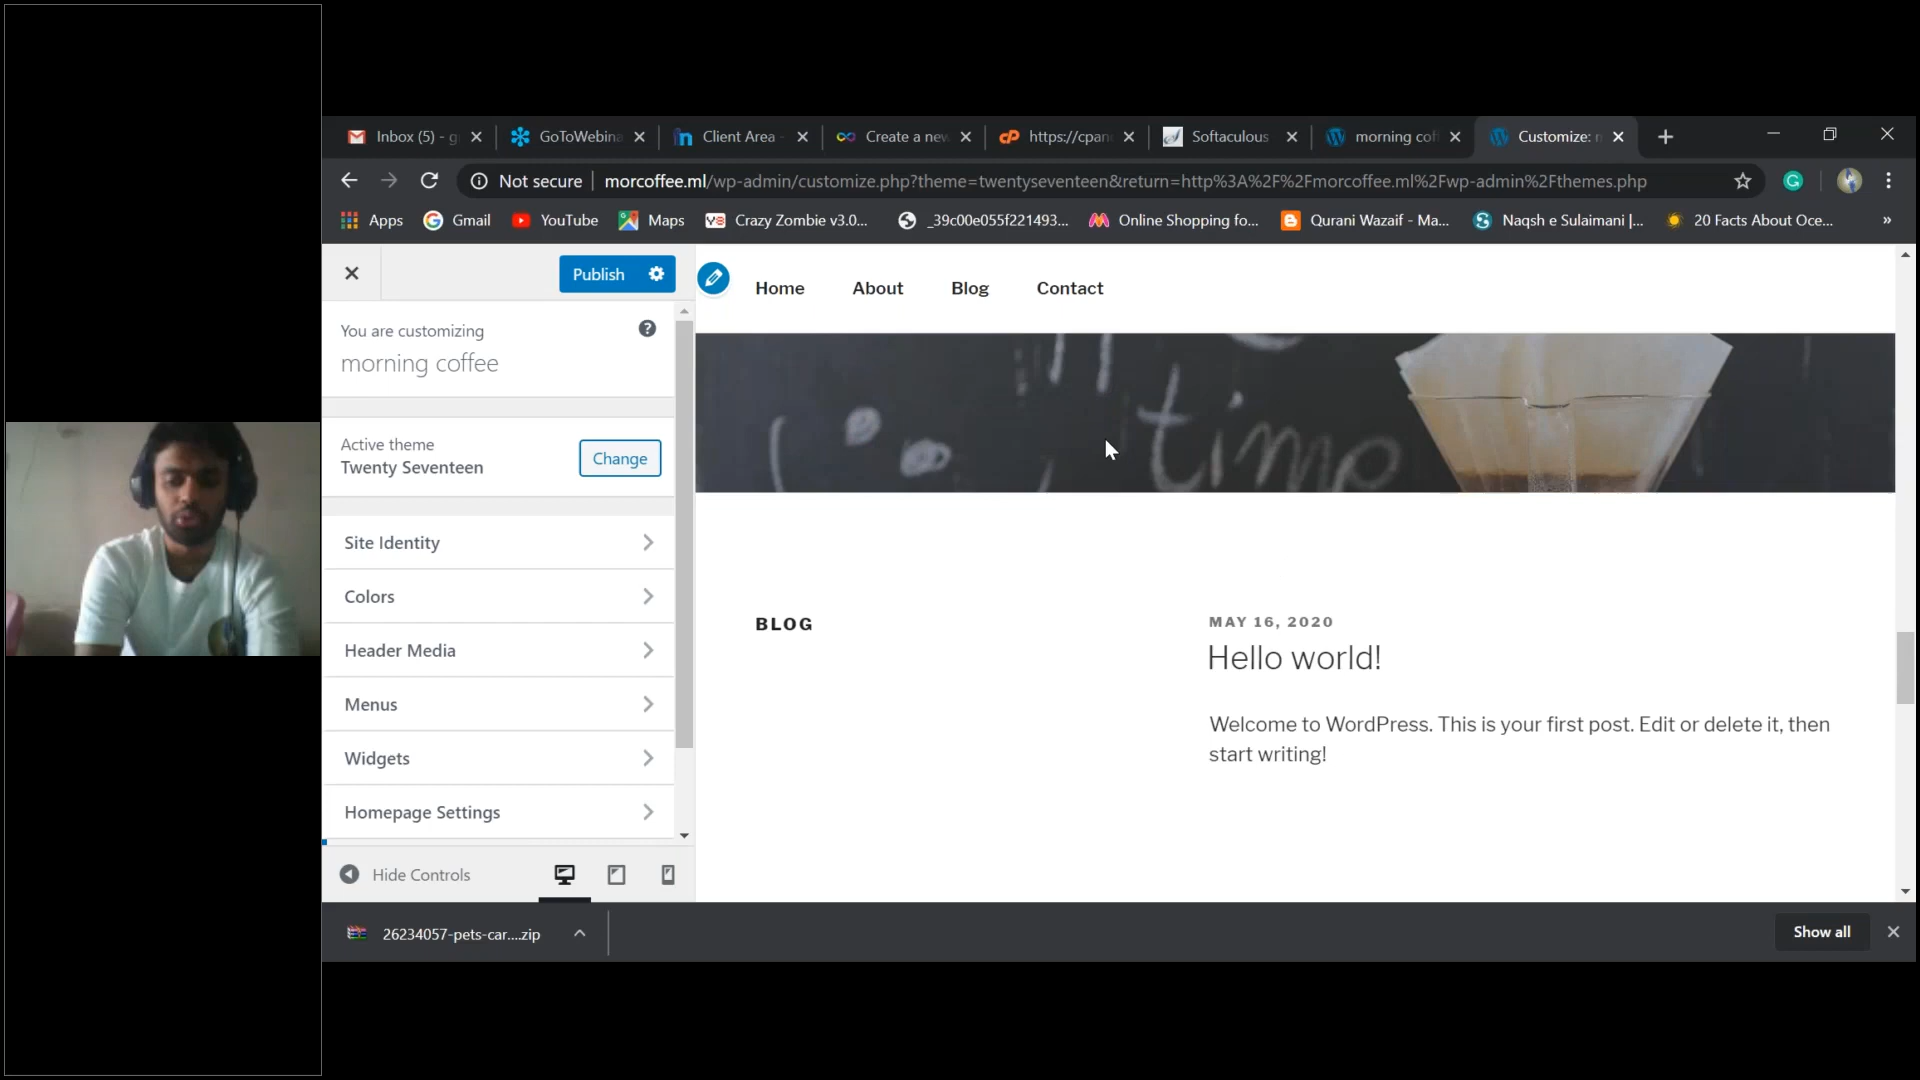 Inbox (5) - g
GoToWebina
Client Area -
Create a nev
https://cpan
Softaculous
morning cof
Customize: n
Not secure
morcoffee.ml/wp-admin/customize.php?theme=twentyseventeen&return=http%3A%2F%2Fmorcoffee.ml%2Fwp-admin%2Fthemes.php
Apps
Gmail
YouTube
Maps
Crazy Zombie v3.0...
_39c00e055f221493...
Online Shopping fo...
Qurani Wazaif - Ma...
Naqsh e Sulaimani |...
20 Facts About Oce...
»
Publish
You are customizing
morning coffee
Active theme
Twenty Seventeen
Change
Site Identity
Colors
Header Media
Menus
Widgets
Homepage Settings
Hide Controls
Home About Blog Contact
time
BLOG
MAY 16, 2020
Hello world!
Welcome to WordPress. This is your first post. Edit or delete it, then
start writing!
26234057-pets-car....zip
Show all